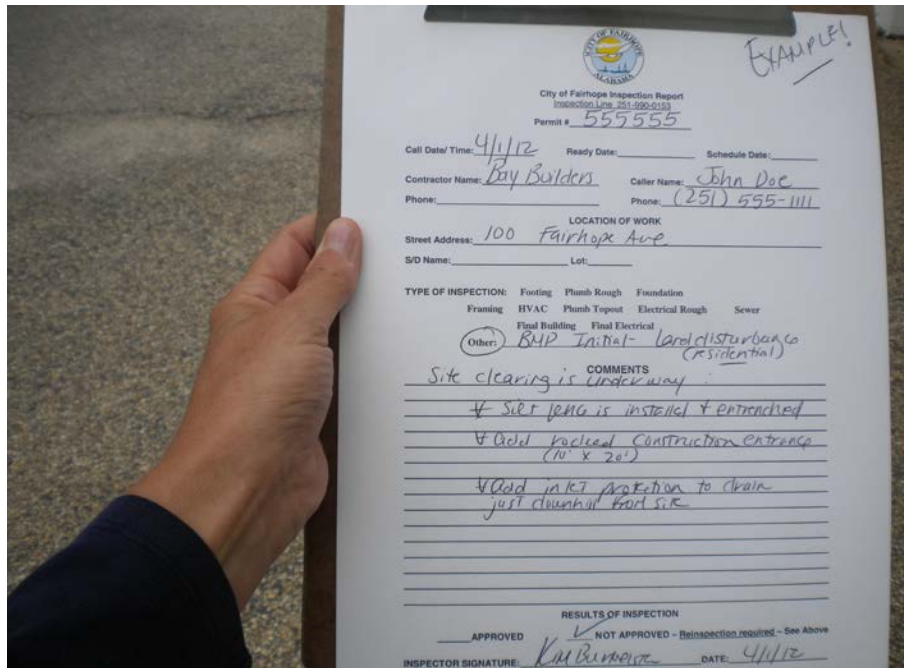 EXAMPLE!
CITY OF FAIRHOPE
ALABAMA
City of Fairhope Inspection Report
Inspection Line 251-990-0153
Permit # 555555
Call Date/ Time: 4/1/12 Ready Date: Schedule Date:
Contractor Name: Bay Builders Caller Name: John Doe
Phone: Phone: (251) 555-1111
LOCATION OF WORK
Street Address: 100 Fairhope Ave
S/D Name: Lot:
TYPE OF INSPECTION: Footing Plumb Rough Foundation
Framing HVAC Plumb Topout Electrical Rough Sewer
Final Building Final Electrical
Other: BMP Initial- Land disturbance
(residential)
COMMENTS
Site clearing is underway:
Silt fence is installed + entrenched
Add rocked construction entrance
(10' x 20')
Add inlet protection to drain
just downhill from site
RESULTS OF INSPECTION
APPROVED ✓ NOT APPROVED – Reinspection required – See Above
INSPECTOR SIGNATURE: Kim DATE: 4/1/12